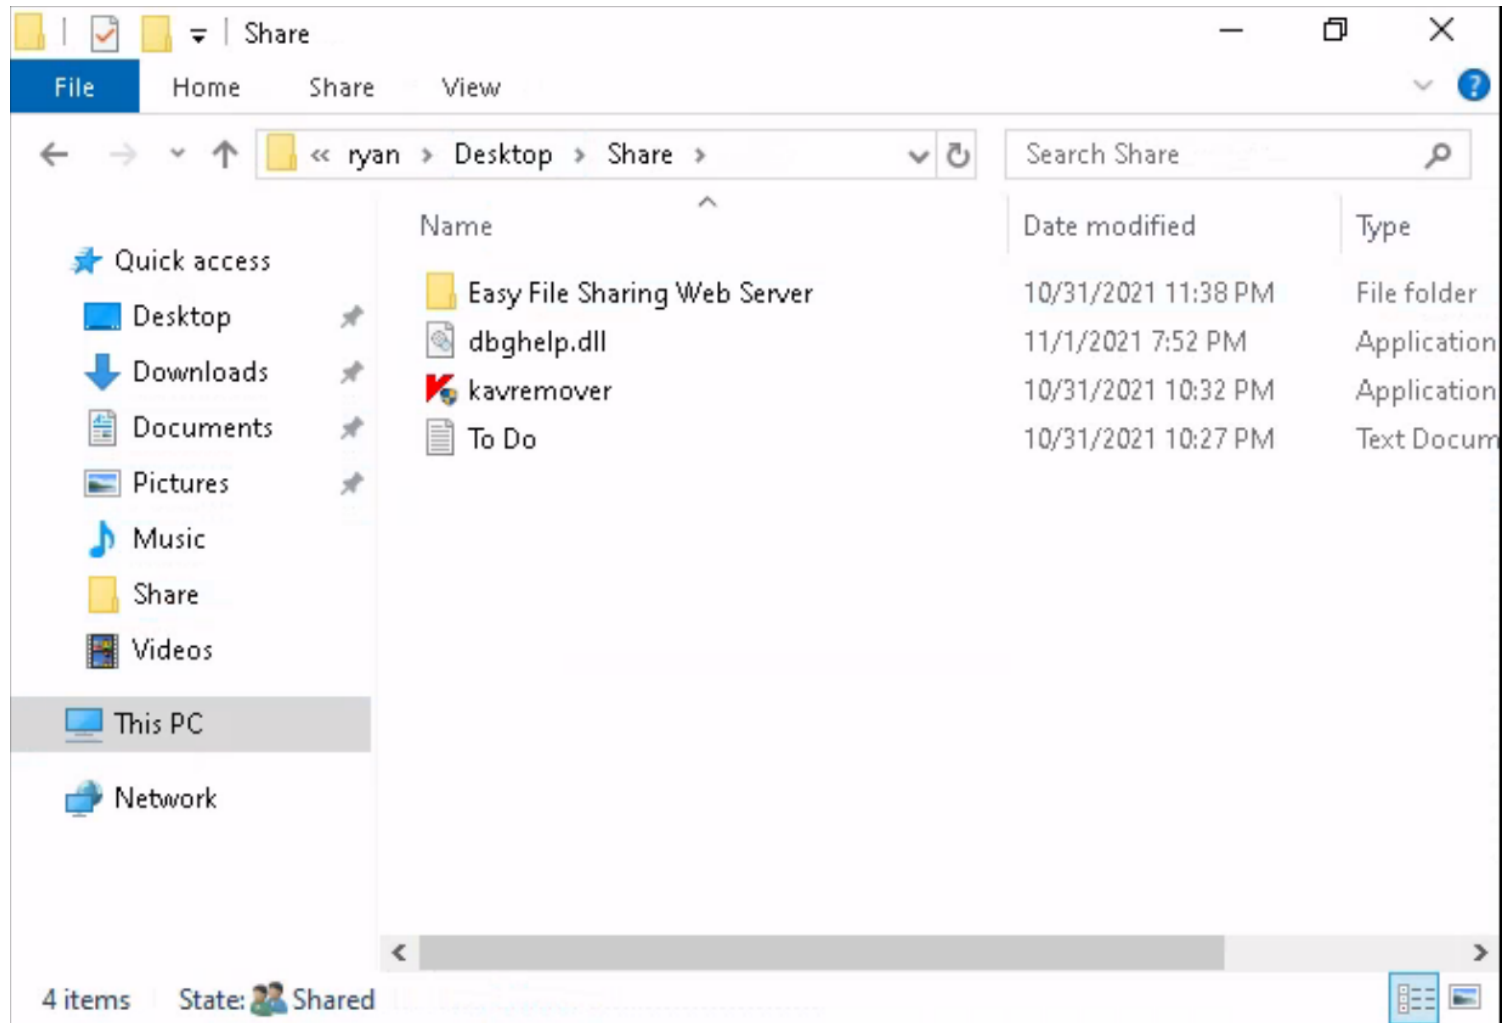 Share
File Home Share View
« ryan > Desktop > Share > Search Share
Name Date modified Type
Quick access
Desktop
Downloads
Documents
Pictures
Music
Share
Videos
This PC
Network
Easy File Sharing Web Server 10/31/2021 11:38 PM File folder
dbghelp.dll 11/1/2021 7:52 PM Application
kavremover 10/31/2021 10:32 PM Application
To Do 10/31/2021 10:27 PM Text Docum
4 items State: Shared